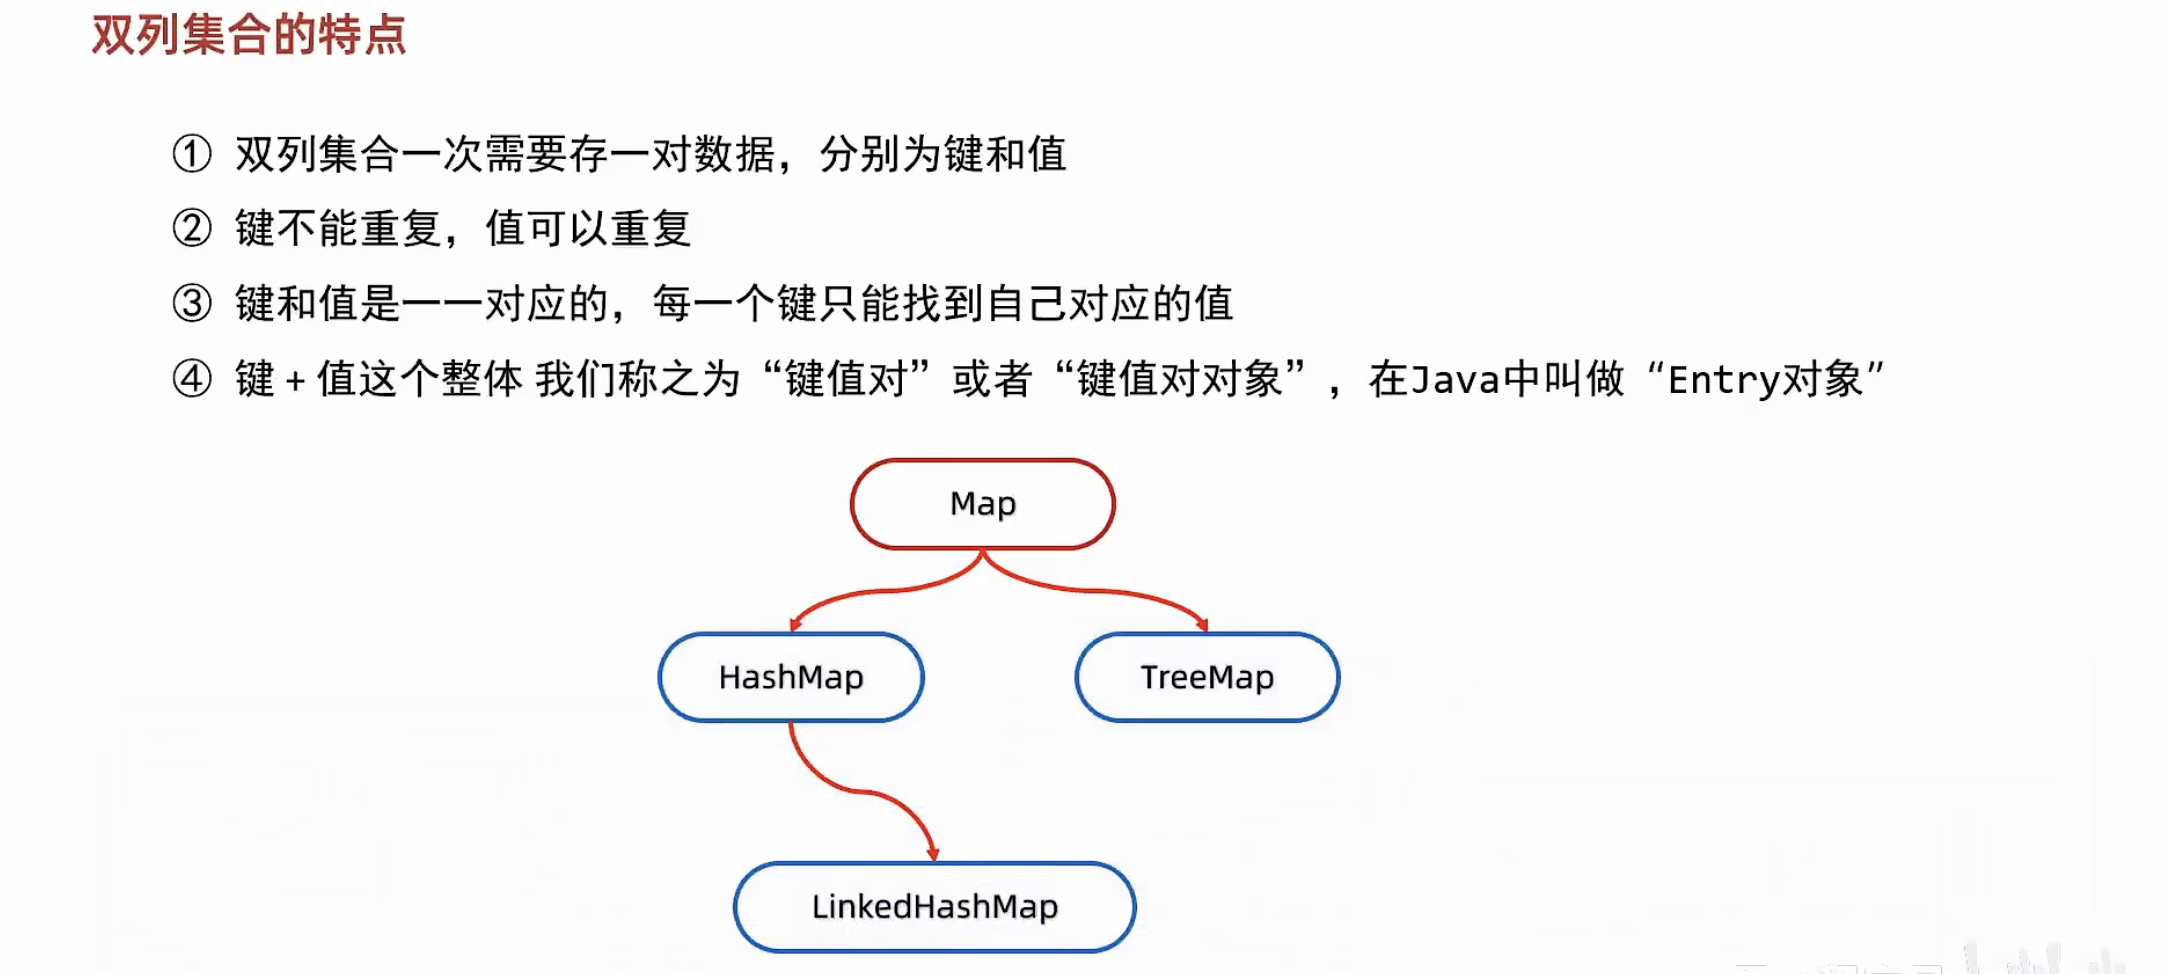 双列集合的特点
① 双列集合一次需要存一对数据，分别为键和值
② 键不能重复，值可以重复
③ 键和值是一一对应的，每一个键只能找到自己对应的值
④ 键 + 值这个整体 我们称之为“键值对”或者“键值对对象”，在Java中叫做“Entry对象”
Map
HashMap
TreeMap
LinkedHashMap